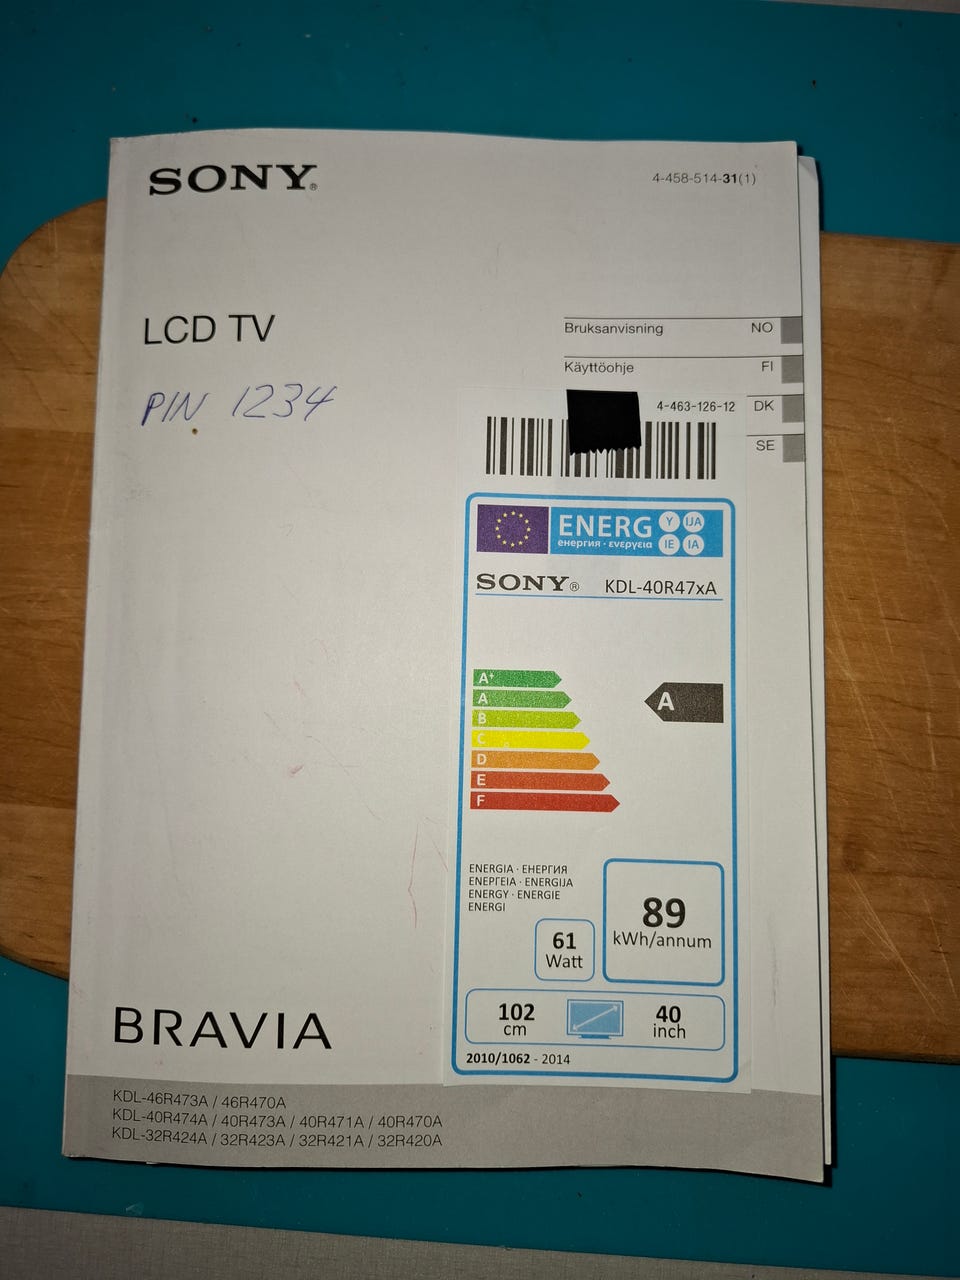 SONY®
4-458-514-31(1)
LCD TV
PIN 1234
Bruksanvisning NO
Käyttöohje FI
DK
SE
4-463-126-12
ENERG Y IJA
енергия · ενεργεια IE IA
SONY® KDL-40R47xA
A+
A
B
C
D
E
F
A
ENERGIA · ЕНЕРГИЯ
ΕΝΕΡΓΕΙΑ · ENERGIJA
ENERGY · ENERGIE
ENERGI
89
kWh/annum
61
Watt
102
cm
40
inch
2010/1062 - 2014
BRAVIA
KDL-46R473A / 46R470A
KDL-40R474A / 40R473A / 40R471A / 40R470A
KDL-32R424A / 32R423A / 32R421A / 32R420A